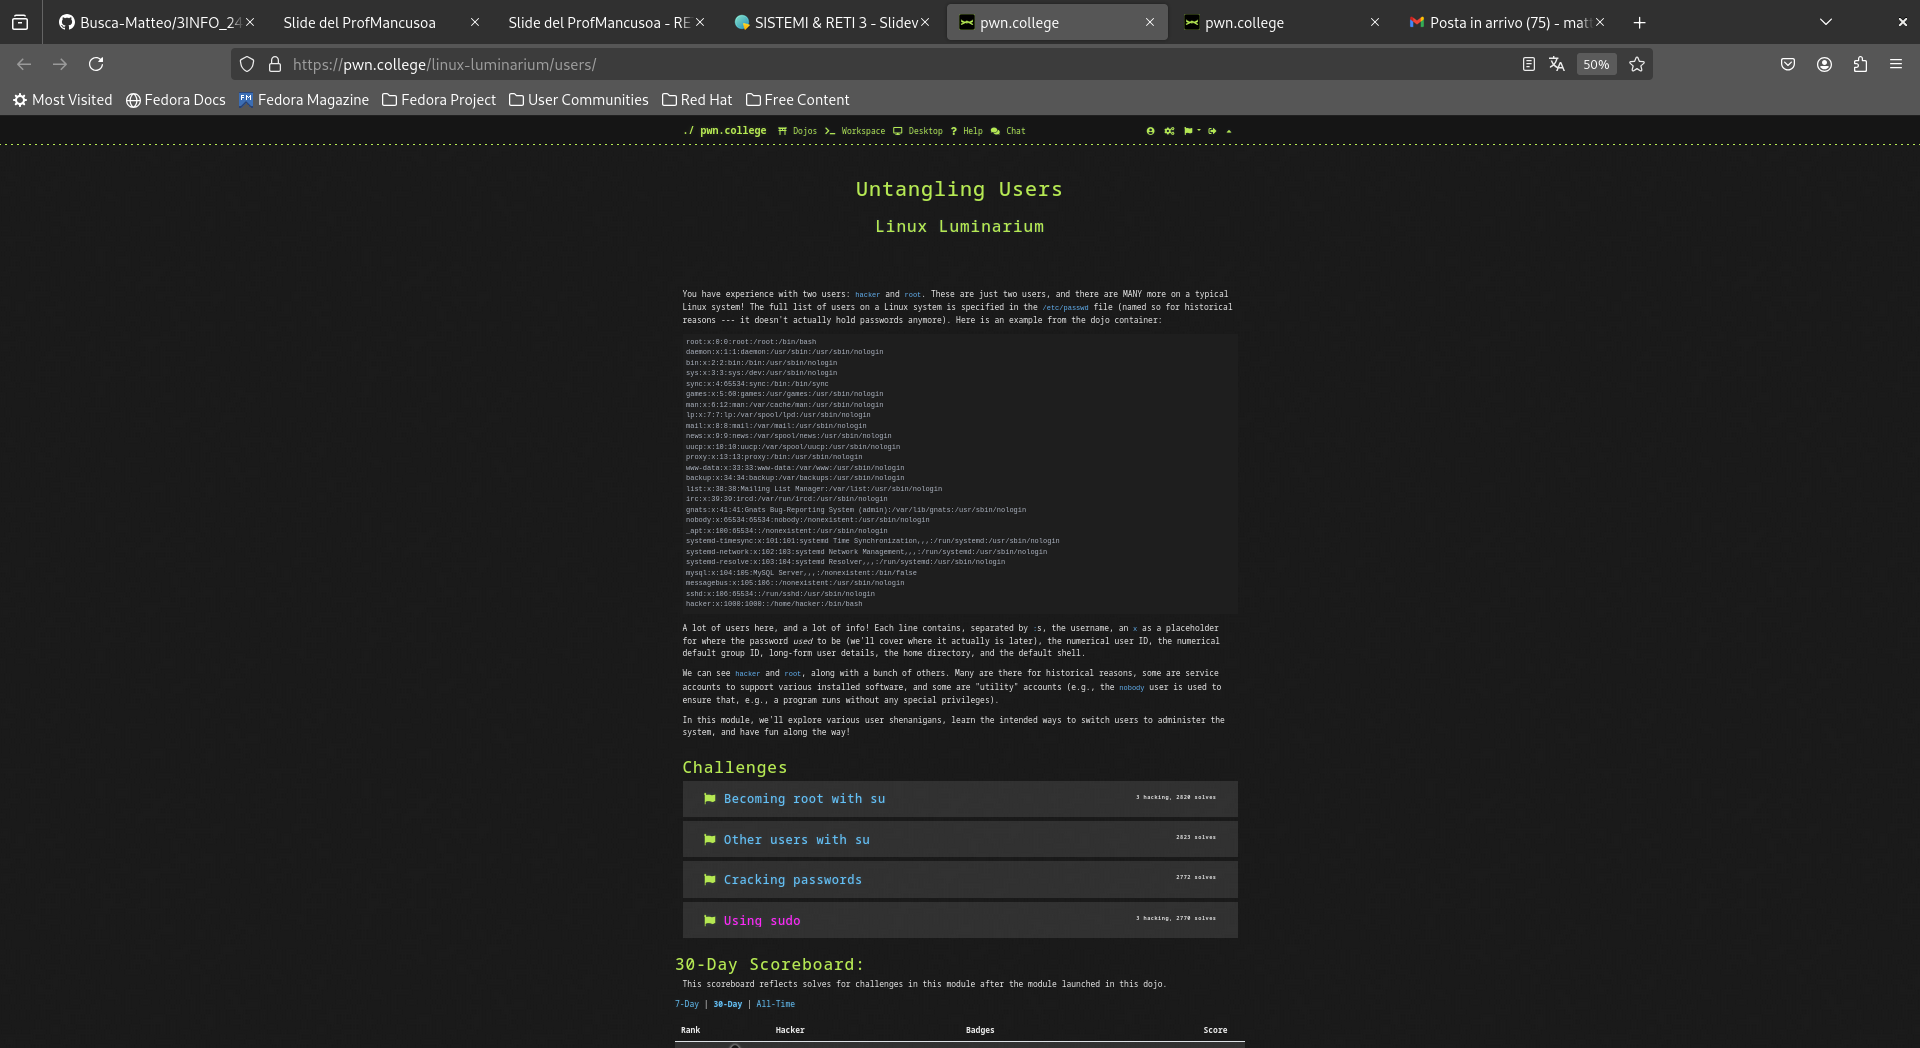 Busca-Matteo/3INFO_24
Slide del ProfMancusoa
Slide del ProfMancusoa - RE
SISTEMI & RETI 3 - Slidev
pwn.college
pwn.college
Posta in arrivo (75) - mat
https://pwn.college/linux-luminarium/users/
50%
Most Visited
Fedora Docs
Fedora Magazine
Fedora Project
User Communities
Red Hat
Free Content
./ pwn.college Dojos Workspace Desktop Help Chat
Untangling Users
Linux Luminarium
You have experience with two users: hacker and root. These are just two users, and there are MANY more on a typical
Linux system! The full list of users on a Linux system is specified in the /etc/passwd file (named so for historical
reasons --- it doesn't actually hold passwords anymore). Here is an example from the dojo container:
root:x:0:0:root:/root:/bin/bash
daemon:x:1:1:daemon:/usr/sbin:/usr/sbin/nologin
bin:x:2:2:bin:/bin:/usr/sbin/nologin
sys:x:3:3:sys:/dev:/usr/sbin/nologin
sync:x:4:65534:sync:/bin:/bin/sync
games:x:5:60:games:/usr/games:/usr/sbin/nologin
man:x:6:12:man:/var/cache/man:/usr/sbin/nologin
lp:x:7:7:lp:/var/spool/lpd:/usr/sbin/nologin
mail:x:8:8:mail:/var/mail:/usr/sbin/nologin
news:x:9:9:news:/var/spool/news:/usr/sbin/nologin
uucp:x:10:10:uucp:/var/spool/uucp:/usr/sbin/nologin
proxy:x:13:13:proxy:/bin:/usr/sbin/nologin
www-data:x:33:33:www-data:/var/www:/usr/sbin/nologin
backup:x:34:34:backup:/var/backups:/usr/sbin/nologin
list:x:38:38:Mailing List Manager:/var/list:/usr/sbin/nologin
irc:x:39:39:ircd:/var/run/ircd:/usr/sbin/nologin
gnats:x:41:41:Gnats Bug-Reporting System (admin):/var/lib/gnats:/usr/sbin/nologin
nobody:x:65534:65534:nobody:/nonexistent:/usr/sbin/nologin
_apt:x:100:65534::/nonexistent:/usr/sbin/nologin
systemd-timesync:x:101:101:systemd Time Synchronization,,,:/run/systemd:/usr/sbin/nologin
systemd-network:x:102:103:systemd Network Management,,,:/run/systemd:/usr/sbin/nologin
systemd-resolve:x:103:104:systemd Resolver,,,:/run/systemd:/usr/sbin/nologin
mysql:x:104:105:MySQL Server,,,:/nonexistent:/bin/false
messagebus:x:105:106::/nonexistent:/usr/sbin/nologin
sshd:x:106:65534::/run/sshd:/usr/sbin/nologin
hacker:x:1000:1000::/home/hacker:/bin/bash
A lot of users here, and a lot of info! Each line contains, separated by :s, the username, an x as a placeholder
for where the password used to be (we'll cover where it actually is later), the numerical user ID, the numerical
default group ID, long-form user details, the home directory, and the default shell.
We can see hacker and root, along with a bunch of others. Many are there for historical reasons, some are service
accounts to support various installed software, and some are "utility" accounts (e.g., the nobody user is used to
ensure that, e.g., a program runs without any special privileges).
In this module, we'll explore various user shenanigans, learn the intended ways to switch users to administer the
system, and have fun along the way!
Challenges
Becoming root with su 3 hacking, 2820 solves
Other users with su 2823 solves
Cracking passwords 2772 solves
Using sudo 3 hacking, 2770 solves
30-Day Scoreboard:
This scoreboard reflects solves for challenges in this module after the module launched in this dojo.
7-Day | 30-Day | All-Time
Rank Hacker Badges Score